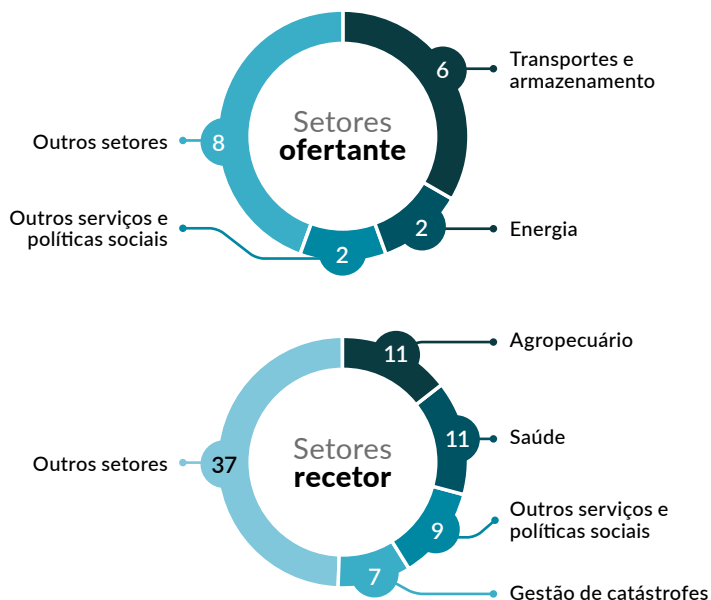 6
Transportes e
armazenamento
Setores
ofertante
Outros setores
8
Outros serviços e
políticas sociais
2
2
Energia
11
Agropecuário
Setores
recetor
11
Saúde
Outros setores
37
Outros serviços e
políticas sociais
9
7
Gestão de catástrofes